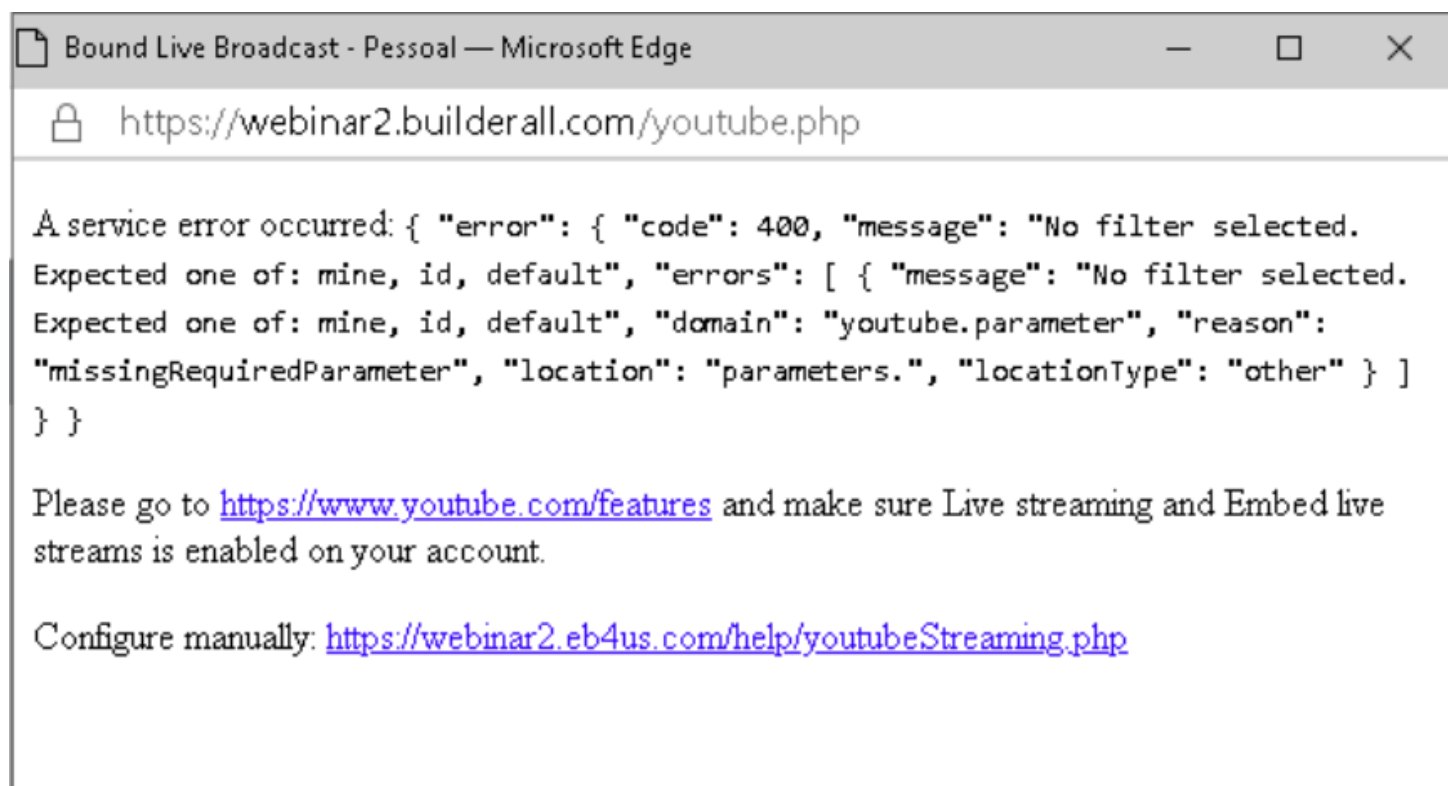 Bound Live Broadcast - Pessoal — Microsoft Edge
https://webinar2.builderall.com/youtube.php
A service error occurred: { "error": { "code": 400, "message": "No filter selected.
Expected one of: mine, id, default", "errors": [ { "message": "No filter selected.
Expected one of: mine, id, default", "domain": "youtube.parameter", "reason":
"missingRequiredParameter", "location": "parameters.", "locationType": "other" } ]
} }
Please go to https://www.youtube.com/features and make sure Live streaming and Embed live
streams is enabled on your account.
Configure manually: https://webinar2.eb4us.com/help/youtubeStreaming.php